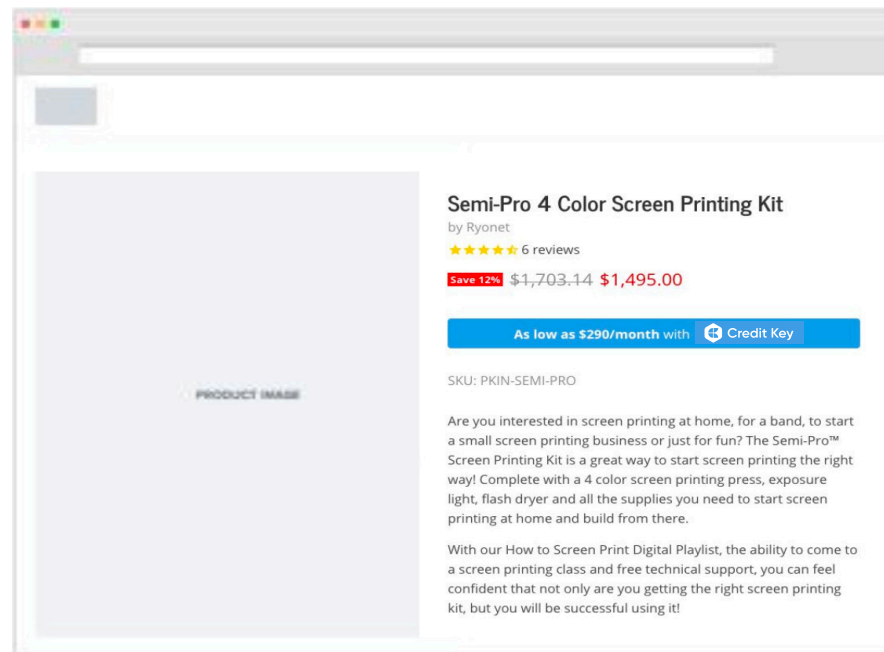 PRODUCT IMAGE
Semi-Pro 4 Color Screen Printing Kit
by Ryonet
6 reviews
Save 12% $1,703.14 $1,495.00
As low as $290/month with Credit Key
SKU: PKIN-SEMI-PRO
Are you interested in screen printing at home, for a band, to start
a small screen printing business or just for fun? The Semi-Pro™
Screen Printing Kit is a great way to start screen printing the right
way! Complete with a 4 color screen printing press, exposure
light, flash dryer and all the supplies you need to start screen
printing at home and build from there.
With our How to Screen Print Digital Playlist, the ability to come to
a screen printing class and free technical support, you can feel
confident that not only are you getting the right screen printing
kit, but you will be successful using it!